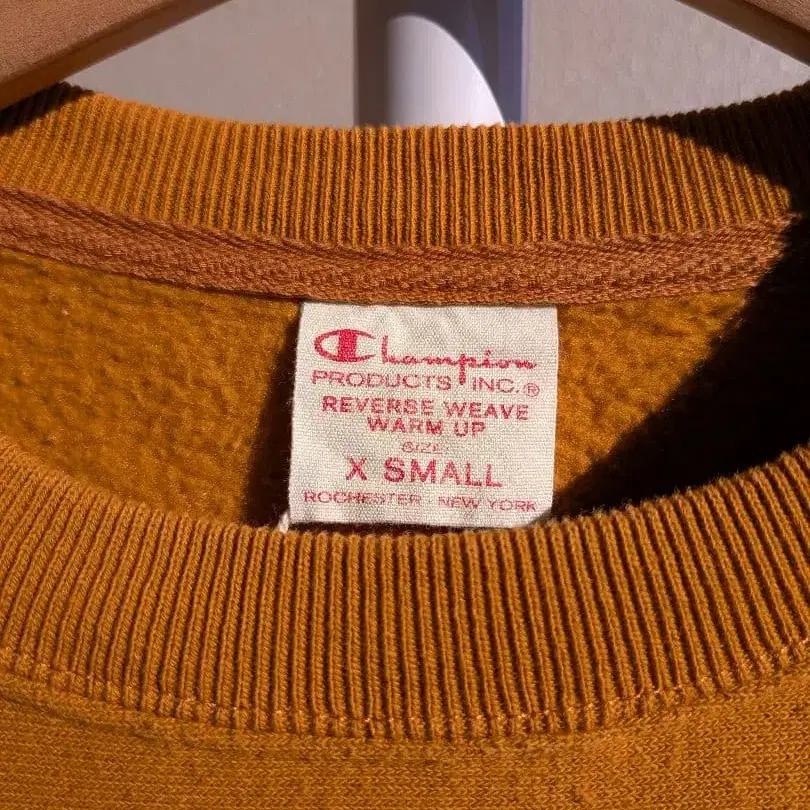 Champion
PRODUCTS INC.®
REVERSE WEAVE
WARM UP
SIZE
X SMALL
ROCHESTER - NEW YORK